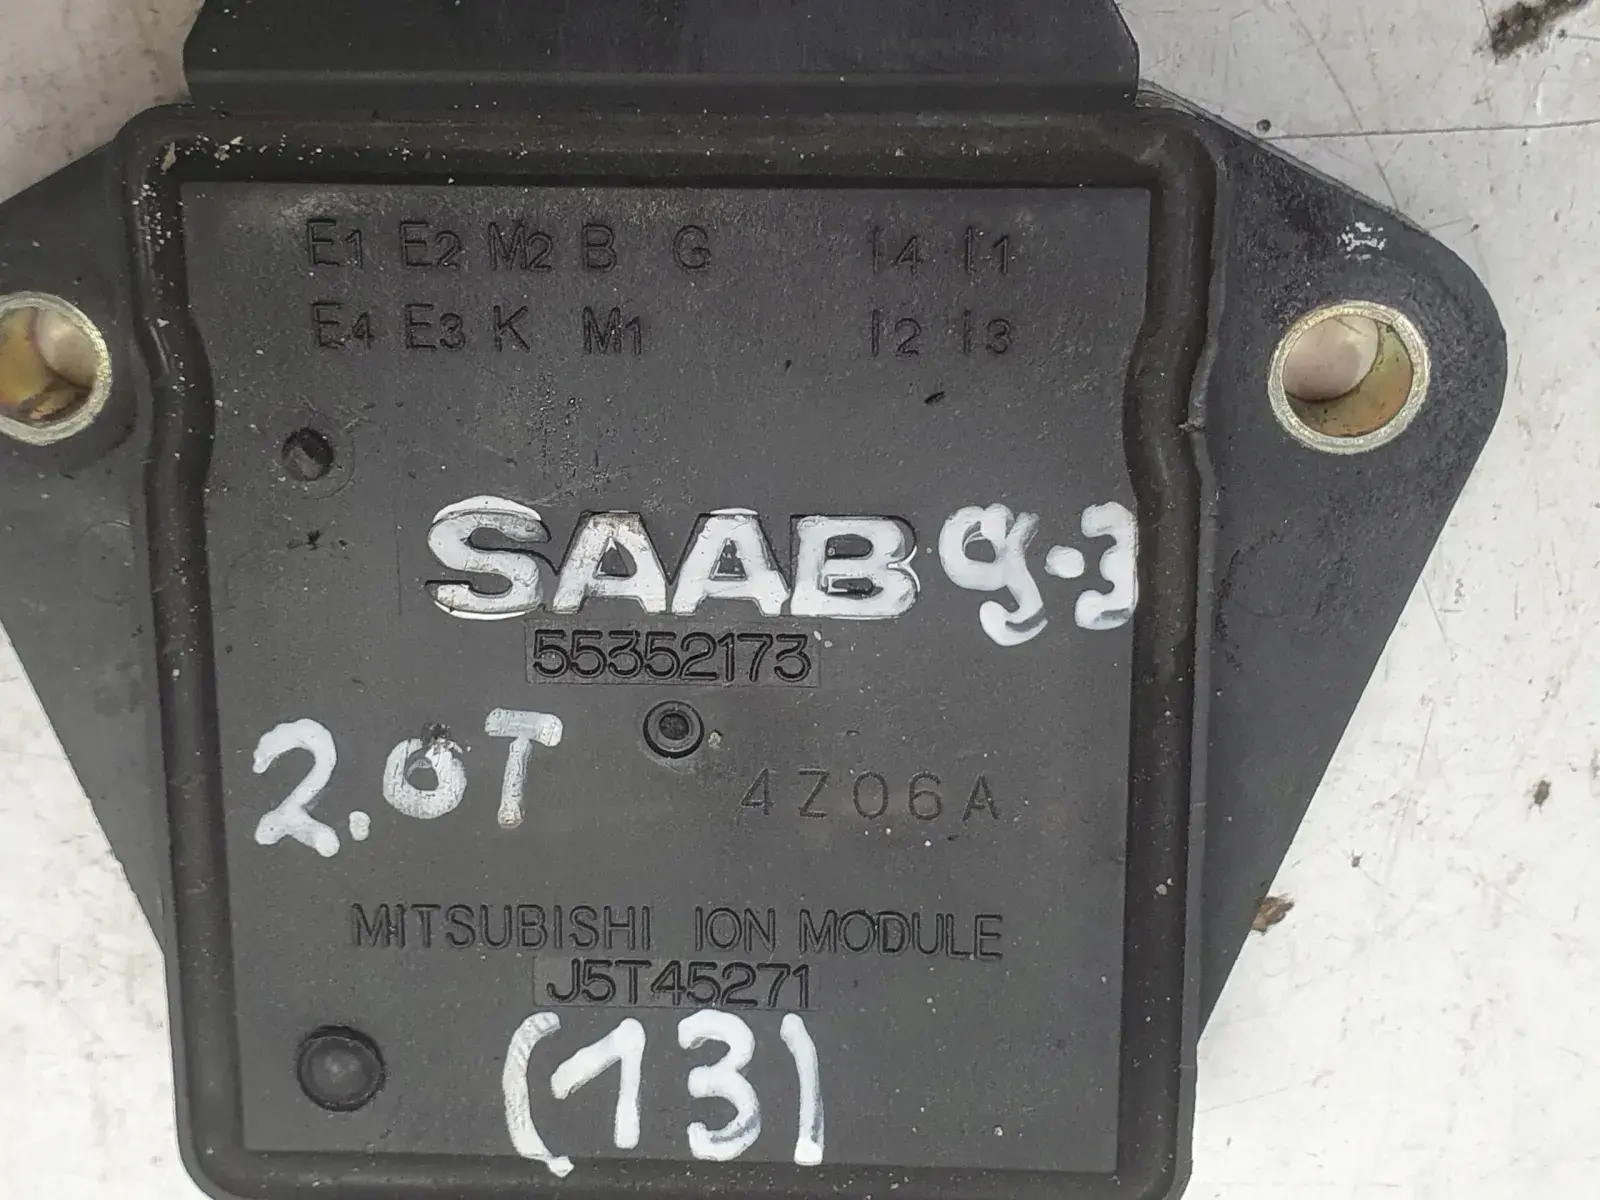 E1 E2 M2 B G I4 I1
E4 E3 K M1 I2 I3
SAAB 9-3
55352173
2.0T
4Z06A
MITSUBISHI ION MODULE
J5T45271
(13)